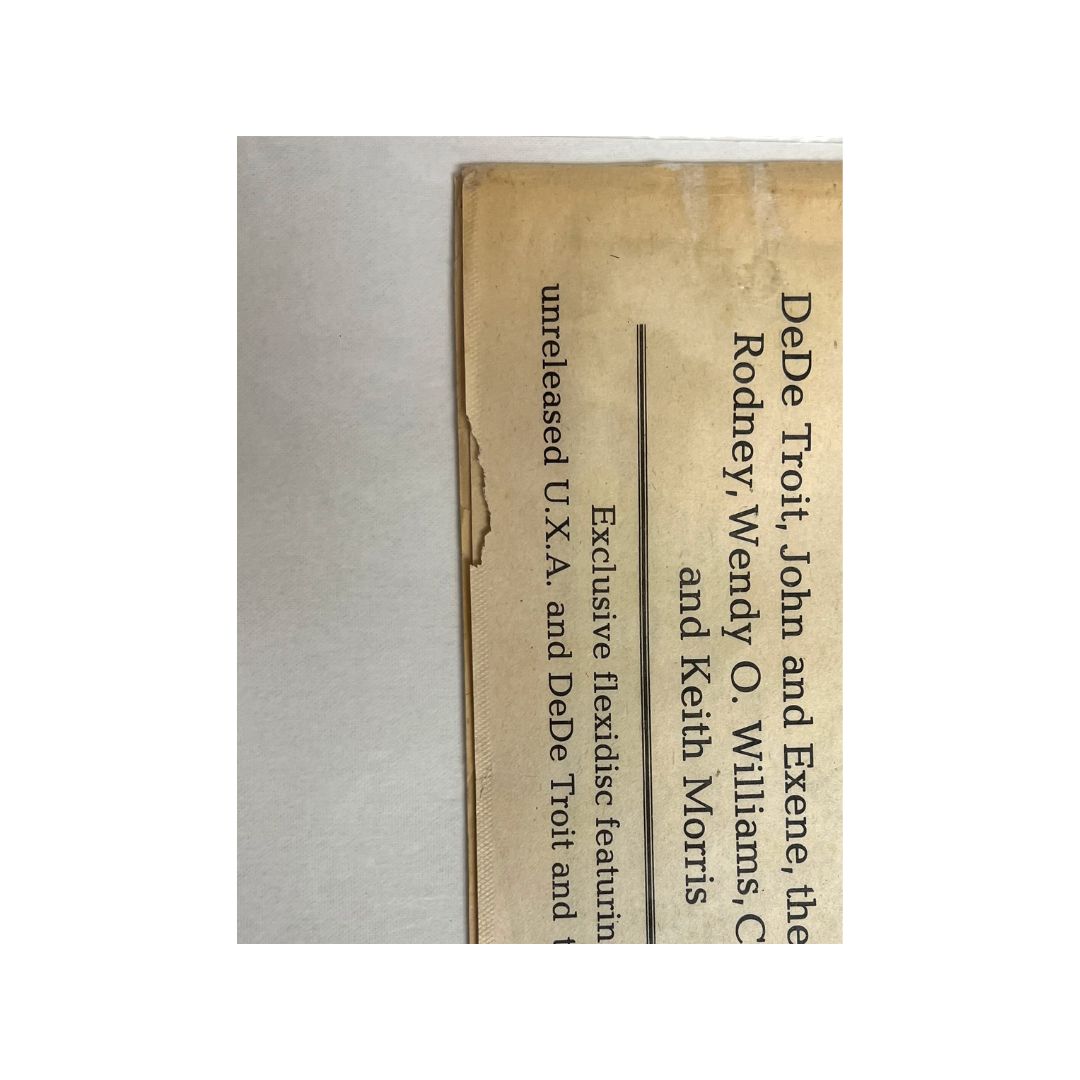 DeDe Troit, John and Exene, the
Rodney, Wendy O. Williams, C
and Keith Morris
Exclusive flexidisc featurin
unreleased U.X.A. and DeDe Troit and t